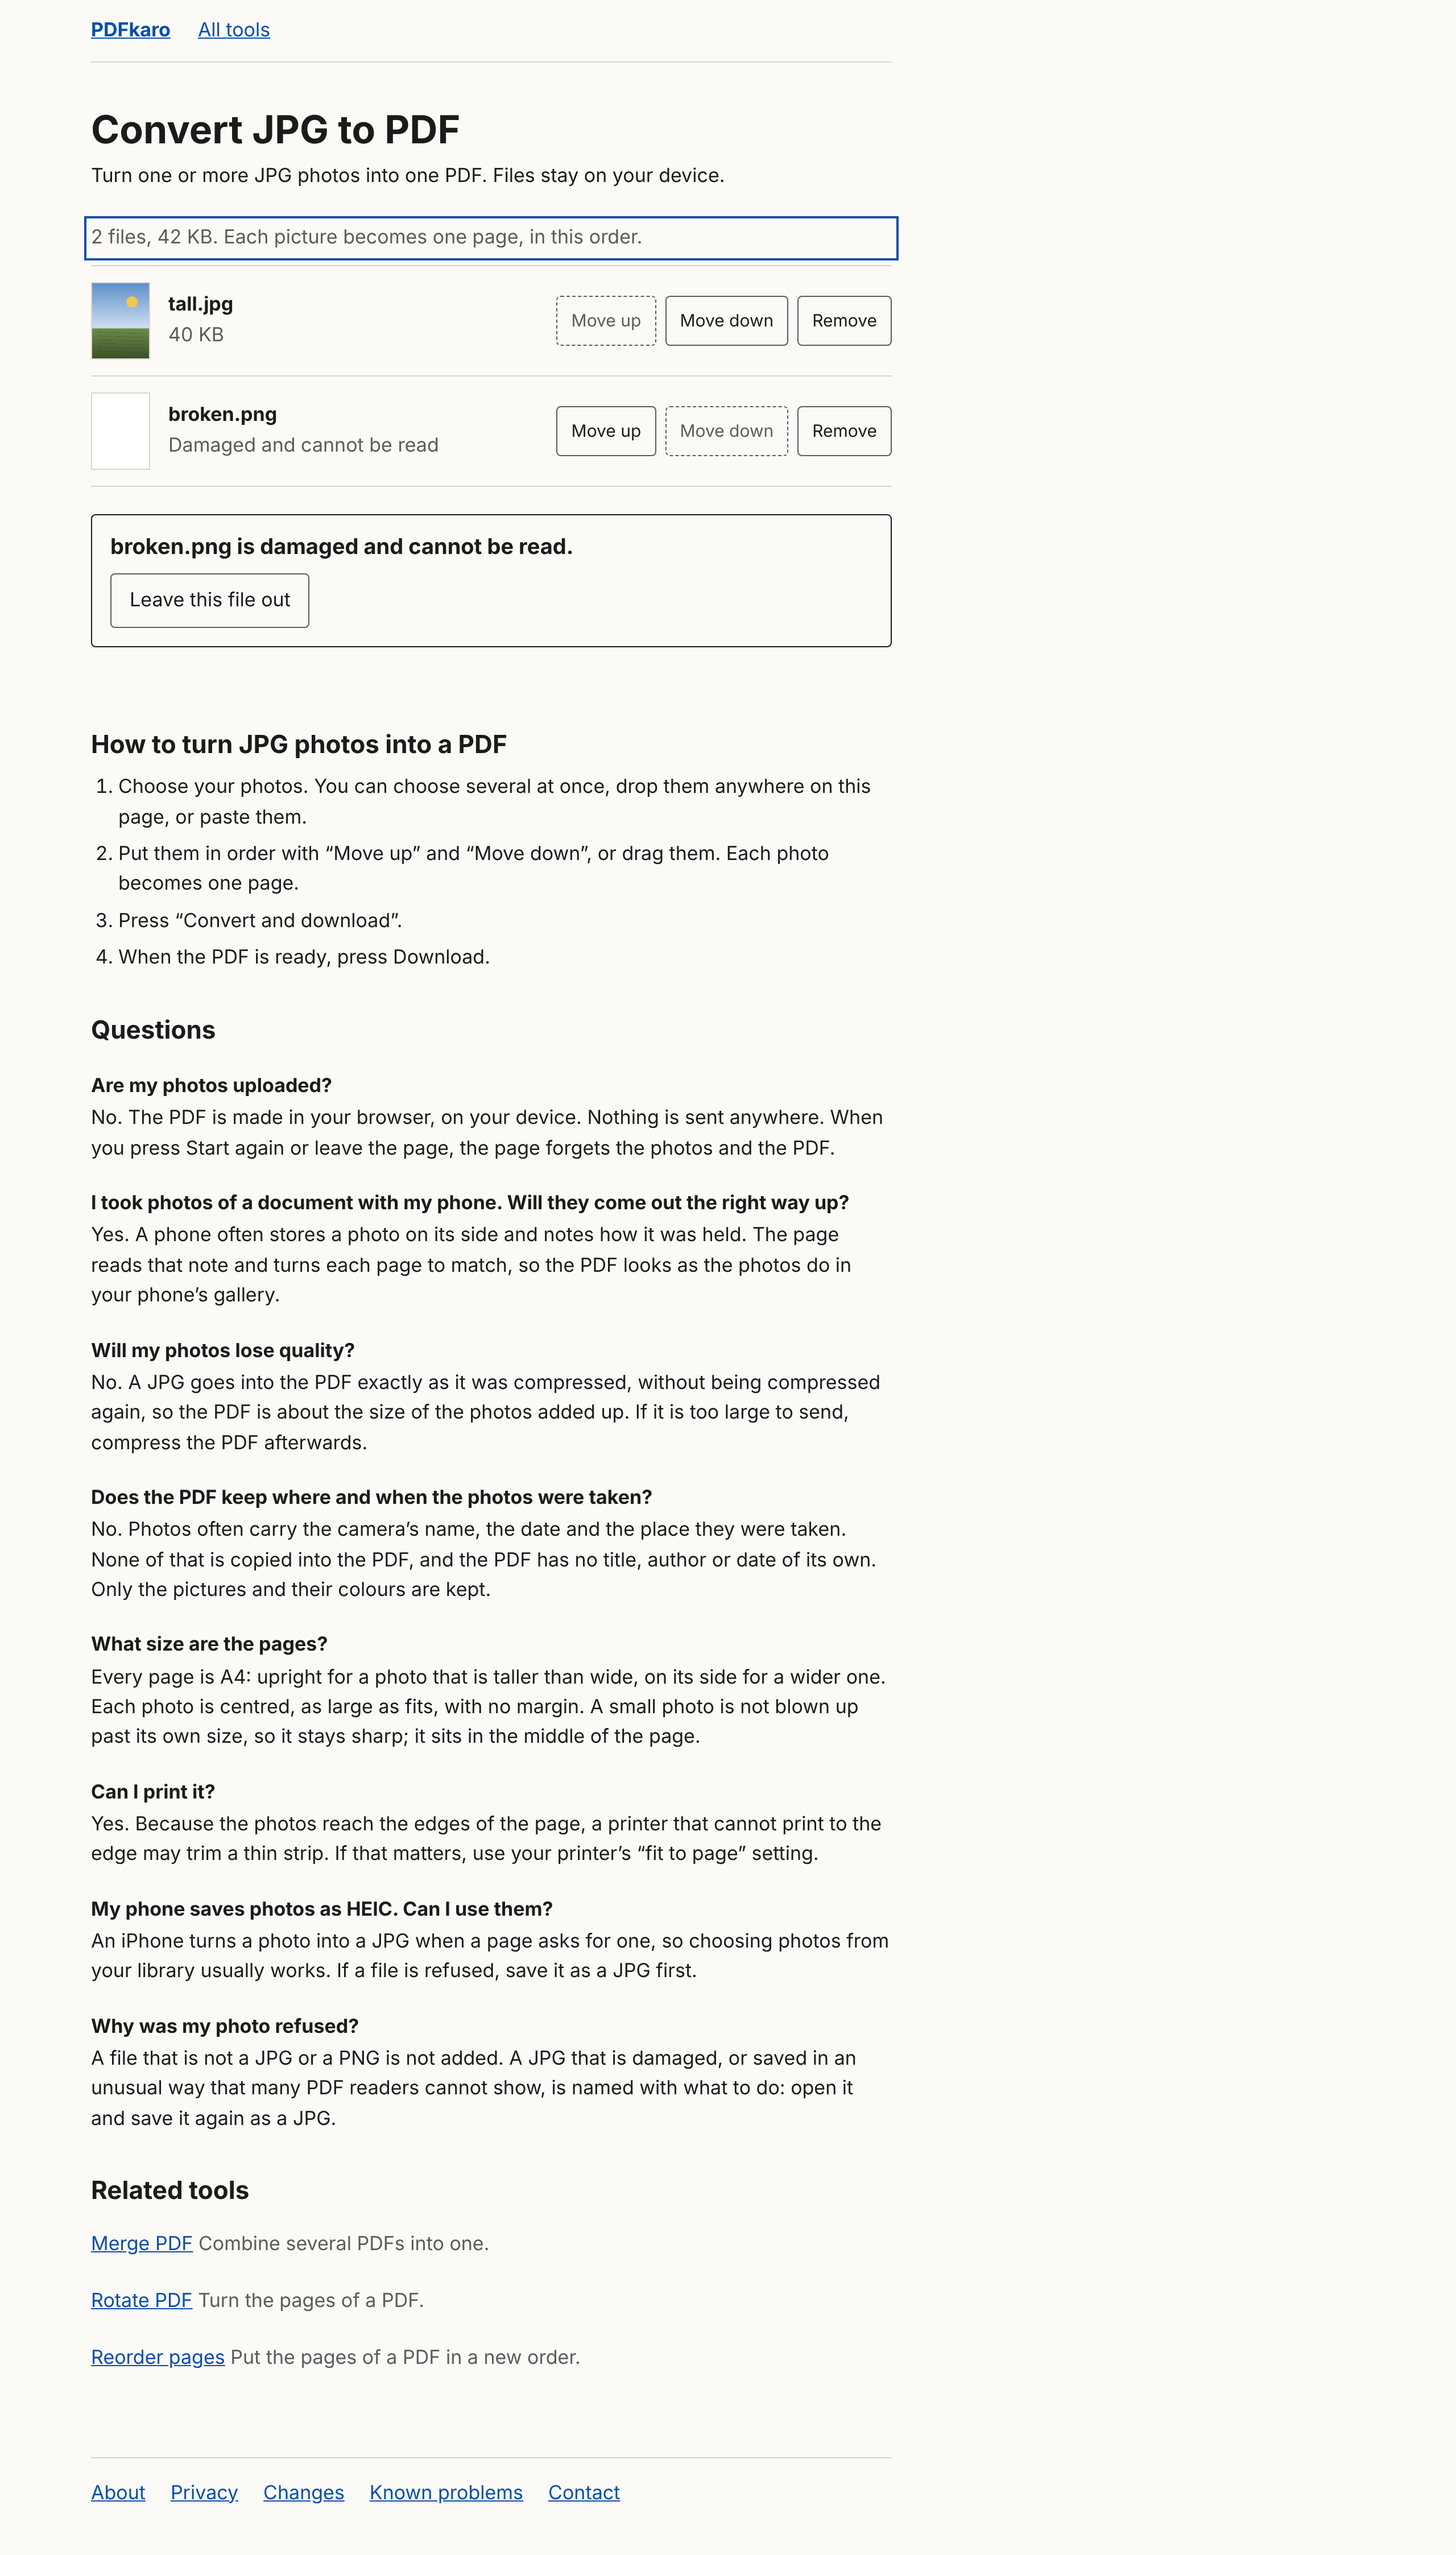 PDFkaro All tools
Convert JPG to PDF
Turn one or more JPG photos into one PDF. Files stay on your device.
2 files, 42 KB. Each picture becomes one page, in this order.
tall.jpg
40 KB
Move up Move down Remove
broken.png
Damaged and cannot be read
Move up Move down Remove
broken.png is damaged and cannot be read.
Leave this file out
How to turn JPG photos into a PDF
1. Choose your photos. You can choose several at once, drop them anywhere on this
page, or paste them.
2. Put them in order with “Move up” and “Move down”, or drag them. Each photo
becomes one page.
3. Press “Convert and download”.
4. When the PDF is ready, press Download.
Questions
Are my photos uploaded?
No. The PDF is made in your browser, on your device. Nothing is sent anywhere. When
you press Start again or leave the page, the page forgets the photos and the PDF.
I took photos of a document with my phone. Will they come out the right way up?
Yes. A phone often stores a photo on its side and notes how it was held. The page
reads that note and turns each page to match, so the PDF looks as the photos do in
your phone’s gallery.
Will my photos lose quality?
No. A JPG goes into the PDF exactly as it was compressed, without being compressed
again, so the PDF is about the size of the photos added up. If it is too large to send,
compress the PDF afterwards.
Does the PDF keep where and when the photos were taken?
No. Photos often carry the camera’s name, the date and the place they were taken.
None of that is copied into the PDF, and the PDF has no title, author or date of its own.
Only the pictures and their colours are kept.
What size are the pages?
Every page is A4: upright for a photo that is taller than wide, on its side for a wider one.
Each photo is centred, as large as fits, with no margin. A small photo is not blown up
past its own size, so it stays sharp; it sits in the middle of the page.
Can I print it?
Yes. Because the photos reach the edges of the page, a printer that cannot print to the
edge may trim a thin strip. If that matters, use your printer’s “fit to page” setting.
My phone saves photos as HEIC. Can I use them?
An iPhone turns a photo into a JPG when a page asks for one, so choosing photos from
your library usually works. If a file is refused, save it as a JPG first.
Why was my photo refused?
A file that is not a JPG or a PNG is not added. A JPG that is damaged, or saved in an
unusual way that many PDF readers cannot show, is named with what to do: open it
and save it again as a JPG.
Related tools
Merge PDF Combine several PDFs into one.
Rotate PDF Turn the pages of a PDF.
Reorder pages Put the pages of a PDF in a new order.
About Privacy Changes Known problems Contact